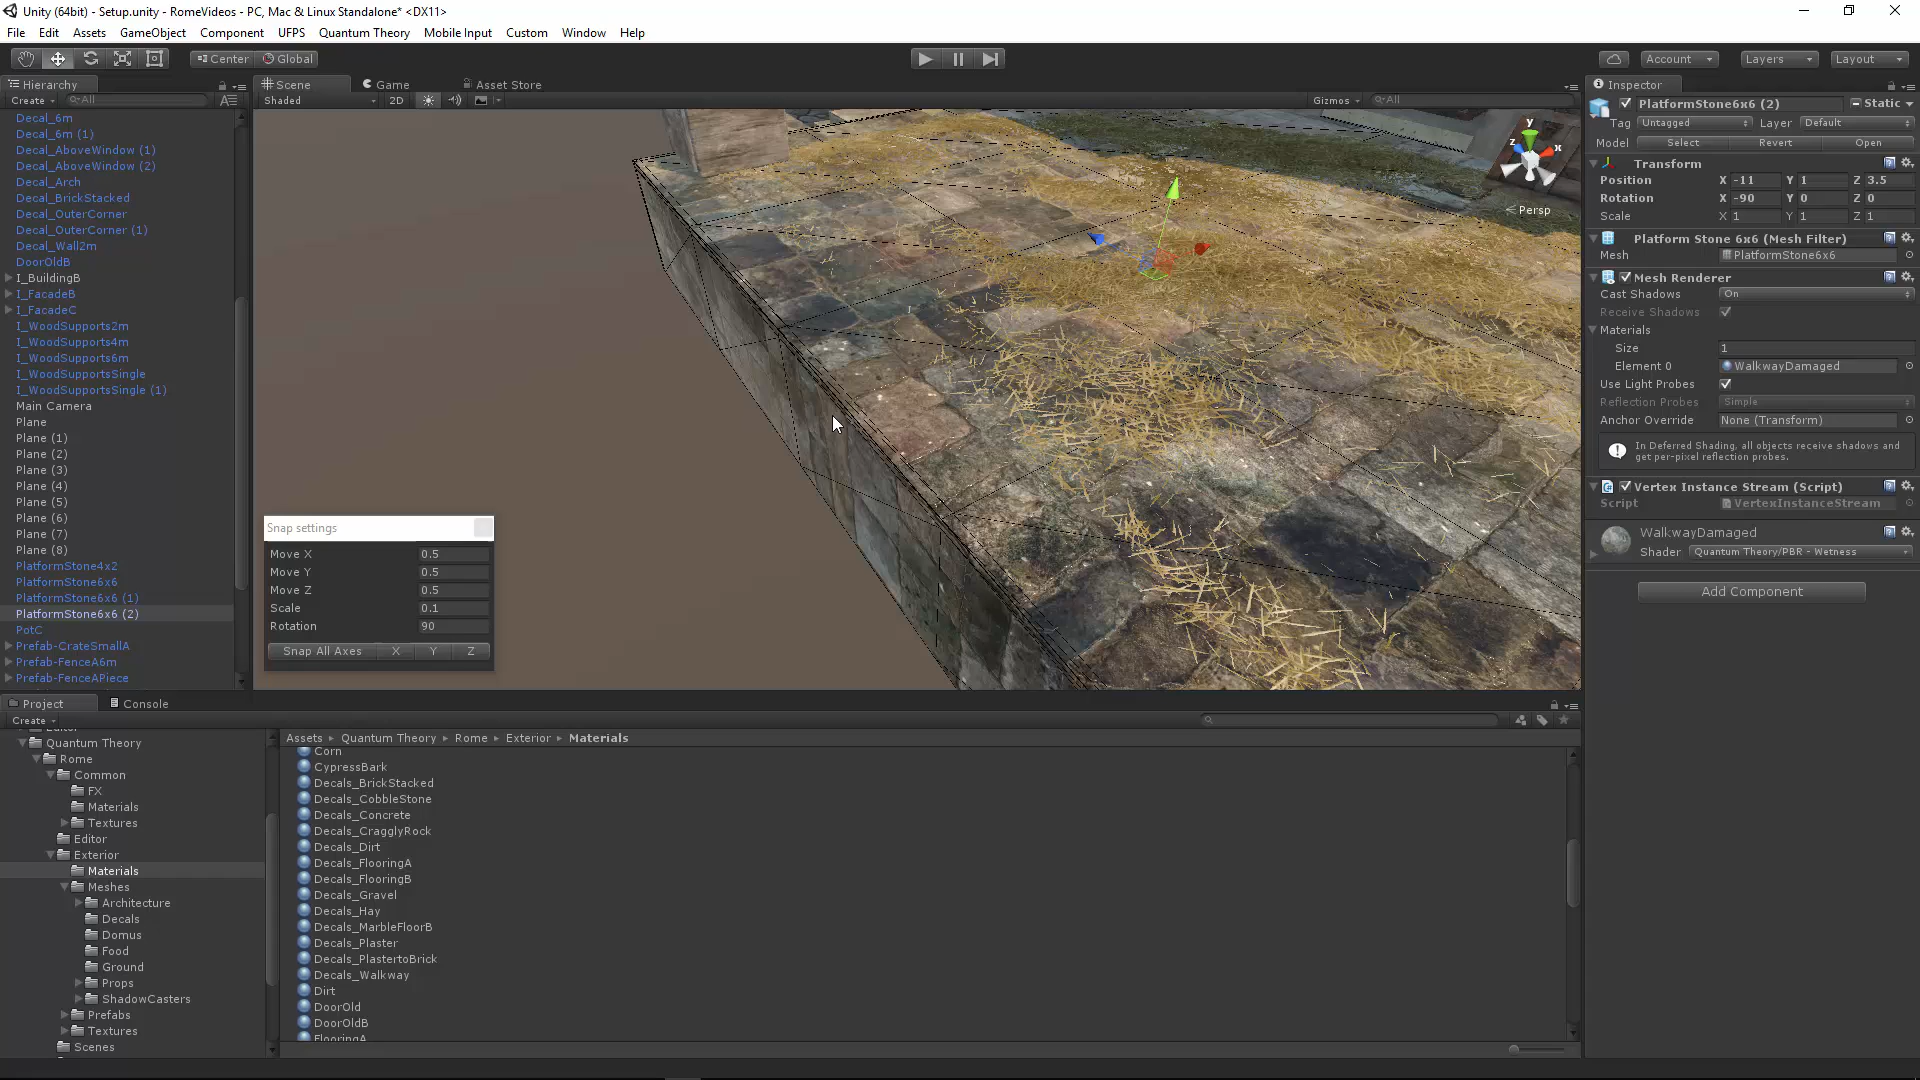 Unity (64bit) - Setup.unity - RomeVideos - PC, Mac & Linux Standalone* <DX11>
File Edit Assets GameObject Component UFPS Quantum Theory Mobile Input Custom Window Help
Center Global Account Layers Layout
Hierarchy
Create All
Decal_6m
Decal_6m (1)
Decal_AboveWindow (1)
Decal_AboveWindow (2)
Decal_Arch
Decal_BrickStacked
Decal_OuterCorner
Decal_OuterCorner (1)
Decal_Wall2m
DoorOldB
I_BuildingB
I_FacadeB
I_FacadeC
I_WoodSupports2m
I_WoodSupports4m
I_WoodSupports6m
I_WoodSupportsSingle
I_WoodSupportsSingle (1)
Main Camera
Plane
Plane (1)
Plane (2)
Plane (3)
Plane (4)
Plane (5)
Plane (6)
Plane (7)
Plane (8)
PlatformStone4x2
PlatformStone6x6
PlatformStone6x6 (1)
PlatformStone6x6 (2)
PotC
Prefab-CrateSmallA
Prefab-FenceA6m
Prefab-FenceAPiece
Scene Game Asset Store
Shaded 2D Gizmos All
y
z x
Persp
Snap settings
Move X 0.5
Move Y 0.5
Move Z 0.5
Scale 0.1
Rotation 90
Snap All Axes X Y Z
Inspector
PlatformStone6x6 (2) Static
Tag Untagged Layer Default
Model Select Revert Open
Transform
Position X -11 Y 1 Z 3.5
Rotation X -90 Y 0 Z 0
Scale X 1 Y 1 Z 1
Platform Stone 6x6 (Mesh Filter)
Mesh PlatformStone6x6
Mesh Renderer
Cast Shadows On
Receive Shadows
Materials
Size 1
Element 0 WalkwayDamaged
Use Light Probes
Reflection Probes Simple
Anchor Override None (Transform)
In Deferred Shading, all objects receive shadows and
get per-pixel reflection probes.
Vertex Instance Stream (Script)
Script VertexInstanceStream
WalkwayDamaged
Shader Quantum Theory/PBR - Wetness
Add Component
Project Console
Create
Editor
Quantum Theory
Rome
Common
FX
Materials
Textures
Editor
Exterior
Materials
Meshes
Architecture
Decals
Domus
Food
Ground
Props
ShadowCasters
Prefabs
Textures
Scenes
Assets Quantum Theory Rome Exterior Materials
Corn
CypressBark
Decals_BrickStacked
Decals_CobbleStone
Decals_Concrete
Decals_CragglyRock
Decals_Dirt
Decals_FlooringA
Decals_FlooringB
Decals_Gravel
Decals_Hay
Decals_MarbleFloorB
Decals_Plaster
Decals_PlastertoBrick
Decals_Walkway
Dirt
DoorOld
DoorOldB
FlooringA